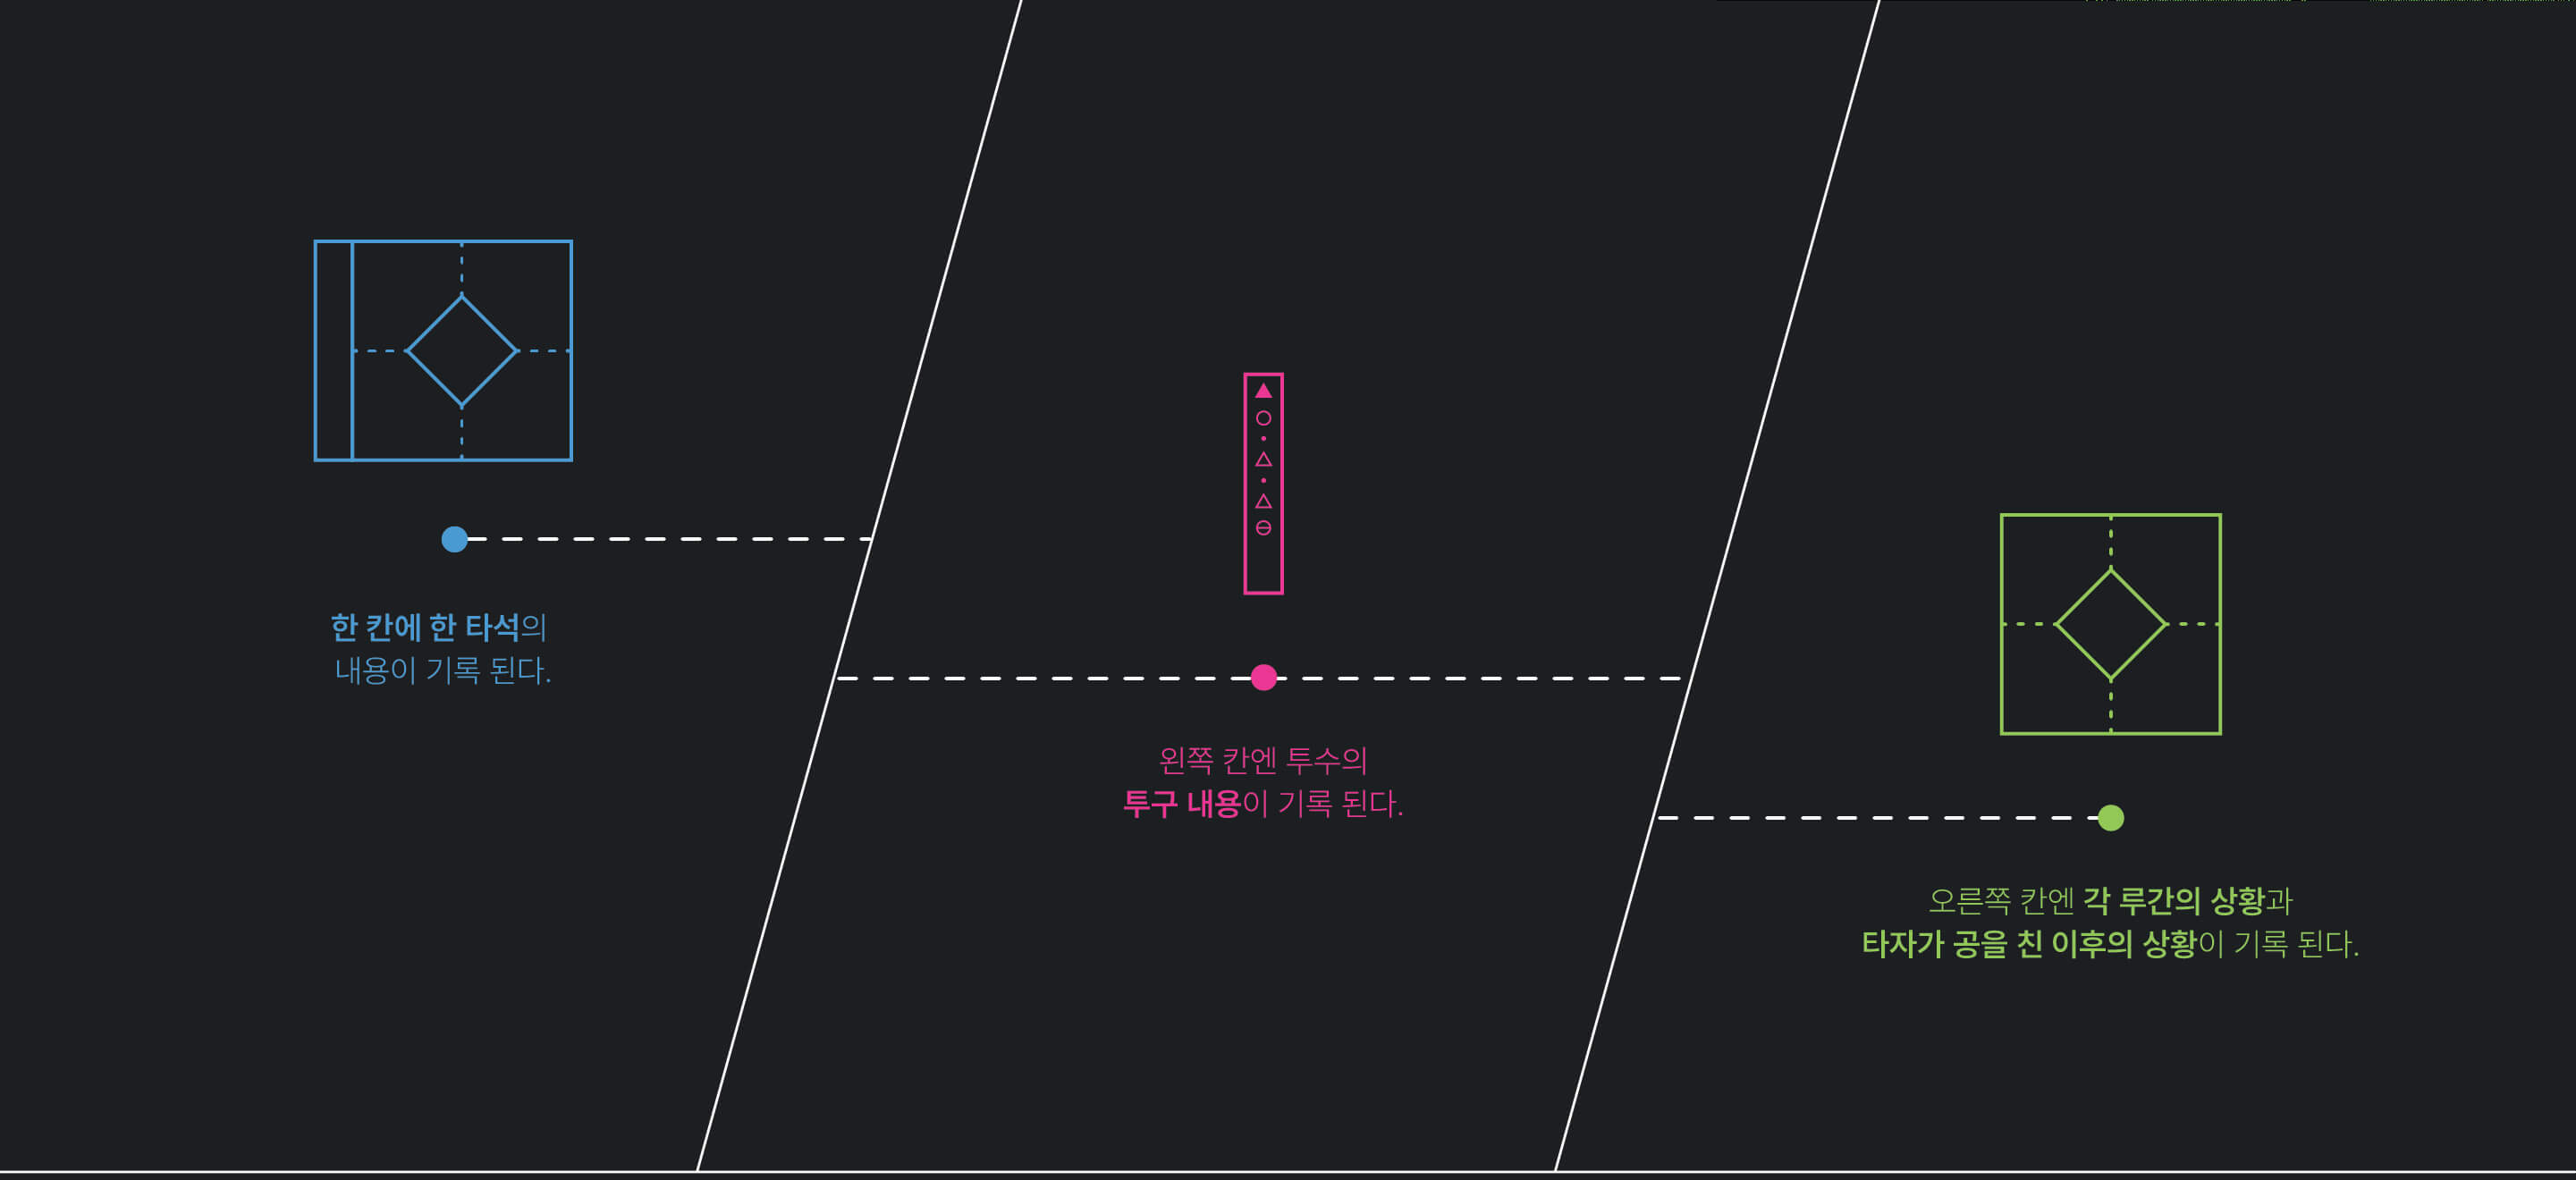 한 칸에 한 타석의
내용이 기록 된다.
왼쪽 칸엔 투수의
투구 내용이 기록 된다.
오른쪽 칸엔 각 루간의 상황과
타자가 공을 친 이후의 상황이 기록 된다.